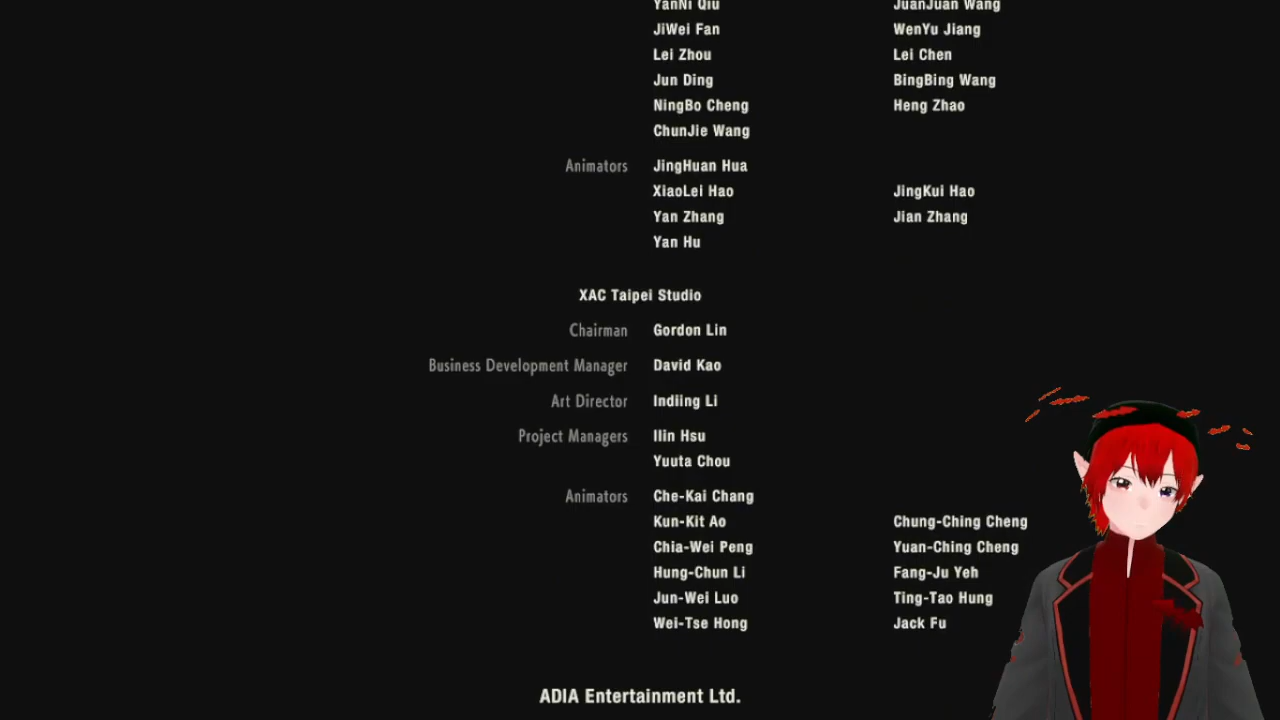 YanNi Qiu JuanJuan Wang
JiWei Fan WenYu Jiang
Lei Zhou Lei Chen
Jun Ding BingBing Wang
NingBo Cheng Heng Zhao
ChunJie Wang
Animators JingHuan Hua
XiaoLei Hao JingKui Hao
Yan Zhang Jian Zhang
Yan Hu
XAC Taipei Studio
Chairman Gordon Lin
Business Development Manager David Kao
Art Director Indiing Li
Project Managers Ilin Hsu
Yuuta Chou
Animators Che-Kai Chang
Kun-Kit Ao Chung-Ching Cheng
Chia-Wei Peng Yuan-Ching Cheng
Hung-Chun Li Fang-Ju Yeh
Jun-Wei Luo Ting-Tao Hung
Wei-Tse Hong Jack Fu
ADIA Entertainment Ltd.